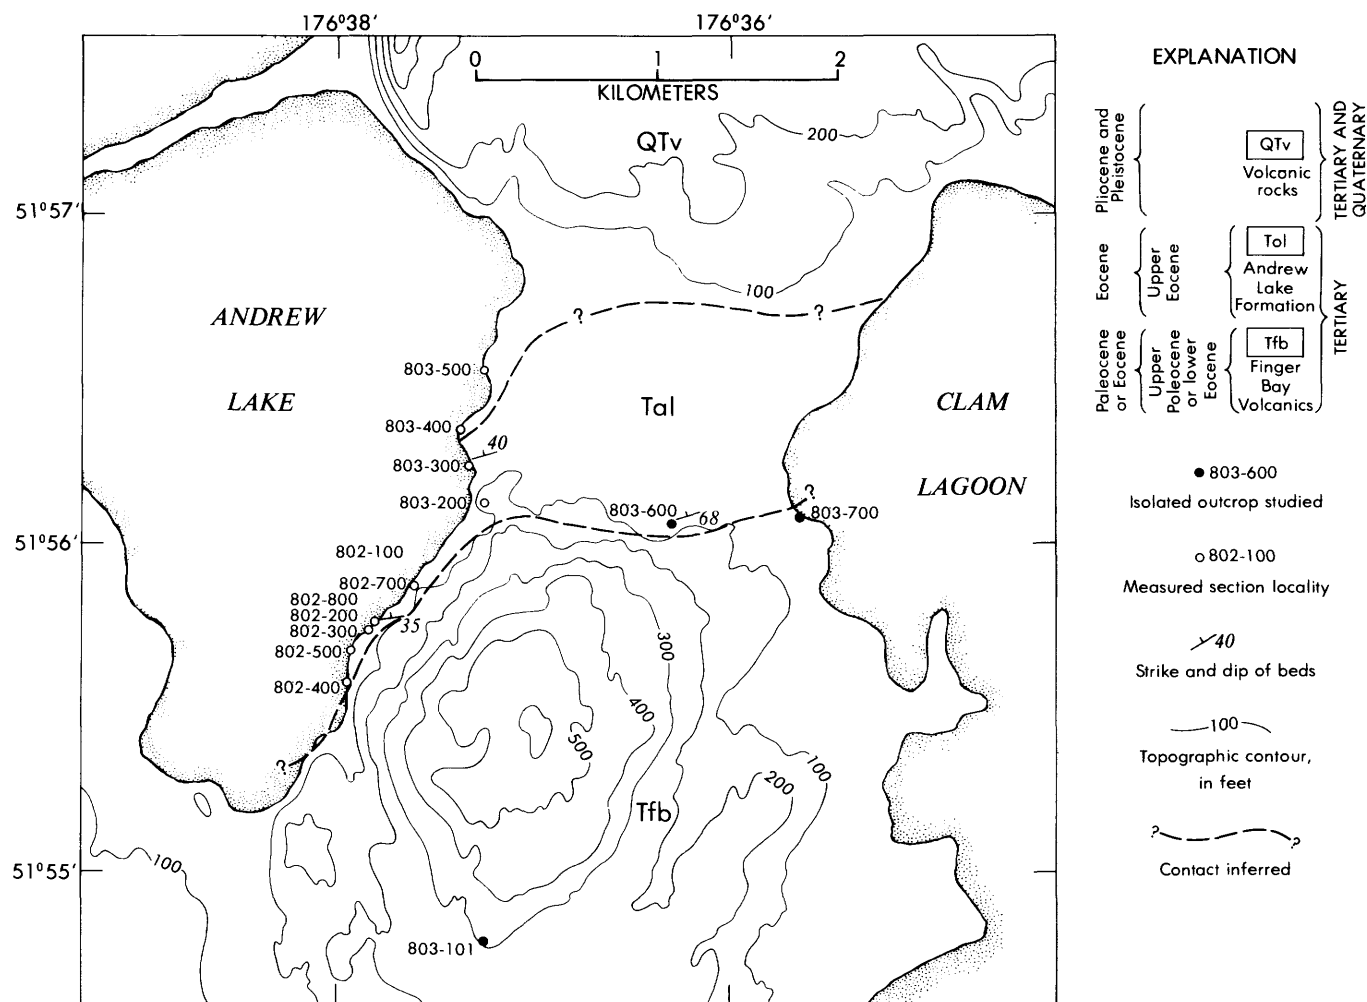 176°38′
176°36′
0 1 2
KILOMETERS
QTv
200
51°57′
100
ANDREW
LAKE
?
?
803-500
Tal
CLAM
LAGOON
803-400
40
803-300
803-200
803-600
68
?
803-700
51°56′
802-100
802-700
802-800
802-200
35
802-300
802-500
802-400
300
400
500
?
100
200
Tfb
51°55′
100
803-101
EXPLANATION
Pliocene and
Pleistocene
QTv
Volcanic
rocks
TERTIARY AND
QUATERNARY
Eocene
Upper
Eocene
Tol
Andrew
Lake
Formation
TERTIARY
Paleocene
or Eocene
Upper
Poleocene
or lower
Eocene
Tfb
Finger
Bay
Volcanics
803-600
Isolated outcrop studied
802-100
Measured section locality
40
Strike and dip of beds
100
Topographic contour,
in feet
? ?
Contact inferred